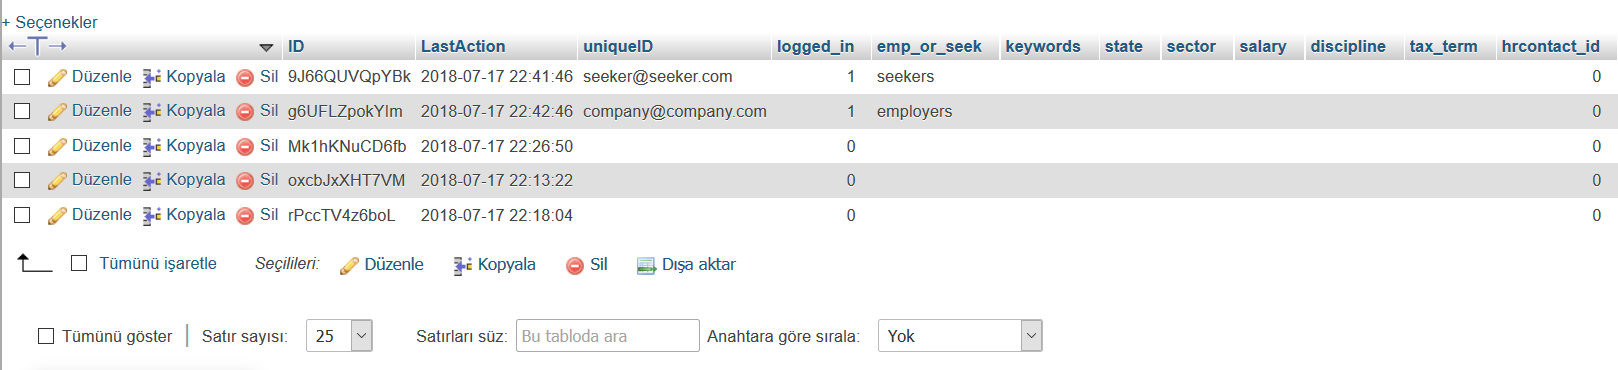 + Seçenekler
←T→ ID LastAction uniqueID logged_in emp_or_seek keywords state sector salary discipline tax_term hrcontact_id
Düzenle Kopyala Sil 9J66QUVQpYBk 2018-07-17 22:41:46 seeker@seeker.com 1 seekers 0
Düzenle Kopyala Sil g6UFLZpokYIm 2018-07-17 22:42:46 company@company.com 1 employers 0
Düzenle Kopyala Sil Mk1hKNuCD6fb 2018-07-17 22:26:50 0 0
Düzenle Kopyala Sil oxcbJxXHT7VM 2018-07-17 22:13:22 0 0
Düzenle Kopyala Sil rPccTV4z6boL 2018-07-17 22:18:04 0 0
Tümünü işaretle Seçilileri: Düzenle Kopyala Sil Dışa aktar
Tümünü göster Satır sayısı: 25 Satırları süz: Bu tabloda ara Anahtara göre sırala: Yok